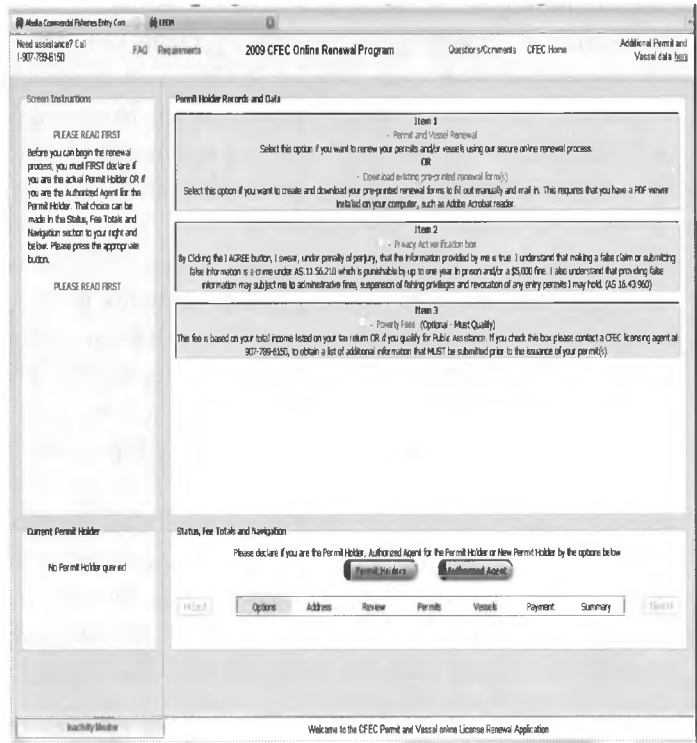 Alaska Commercial Fisheries Entry Com...
LEON
Need assistance? Call
1-907-789-6150
FAQ Requirements
2009 CFEC Online Renewal Program
Questions/Comments CFEC Home
Additional Permit and
Vessel data here
Screen Instructions
PLEASE READ FIRST
Before you can begin the renewal
process, you must FIRST declare if
you are the actual Permit Holder OR if
you are the Authorized Agent for the
Permit Holder. That choice can be
made in the Status, Fee Totals and
Navigation section to your right and
below. Please press the appropriate
button.
PLEASE READ FIRST
Permit Holder Records and Data
Item 1
- Permit and Vessel Renewal
Select this option if you want to renew your permits and/or vessels using our secure online renewal process.
OR
- Download existing pre-printed renewal form(s)
Select this option if you want to create and download your pre-printed renewal forms to fill out manually and mail in. This requires that you have a PDF viewer
installed on your computer, such as Adobe Acrobat reader.
Item 2
- Privacy Act verification box
By Clicking the I AGREE button, I swear, under penalty of perjury, that the information provided by me is true. I understand that making a false claim or submitting
false information is a crime under AS.11.56.210 which is punishable by up to one year in prison and/or a $5,000 fine. I also understand that providing false
information may subject me to administrative fines, suspension of fishing privileges and revocation of any entry permits I may hold. (AS 16.43.960)
Item 3
- Poverty Fees (Optional - Must Qualify)
The fee is based on your total income listed on your tax return OR if you qualify for Public Assistance. If you check this box please contact a CFEC licensing agent at
907-789-6150, to obtain a list of additional information that MUST be submitted prior to the issuance of your permit(s).
Current Permit Holder
No Permit Holder queried
Status, Fee Totals and Navigation
Please declare if you are the Permit Holder, Authorized Agent for the Permit Holder or New Permit Holder by the options below
Permit Holders Authorized Agent
Options Address Review Permits Vessels Payment Summary
Inactivity Monitor
Welcome to the CFEC Permit and Vessel online License Renewal Application